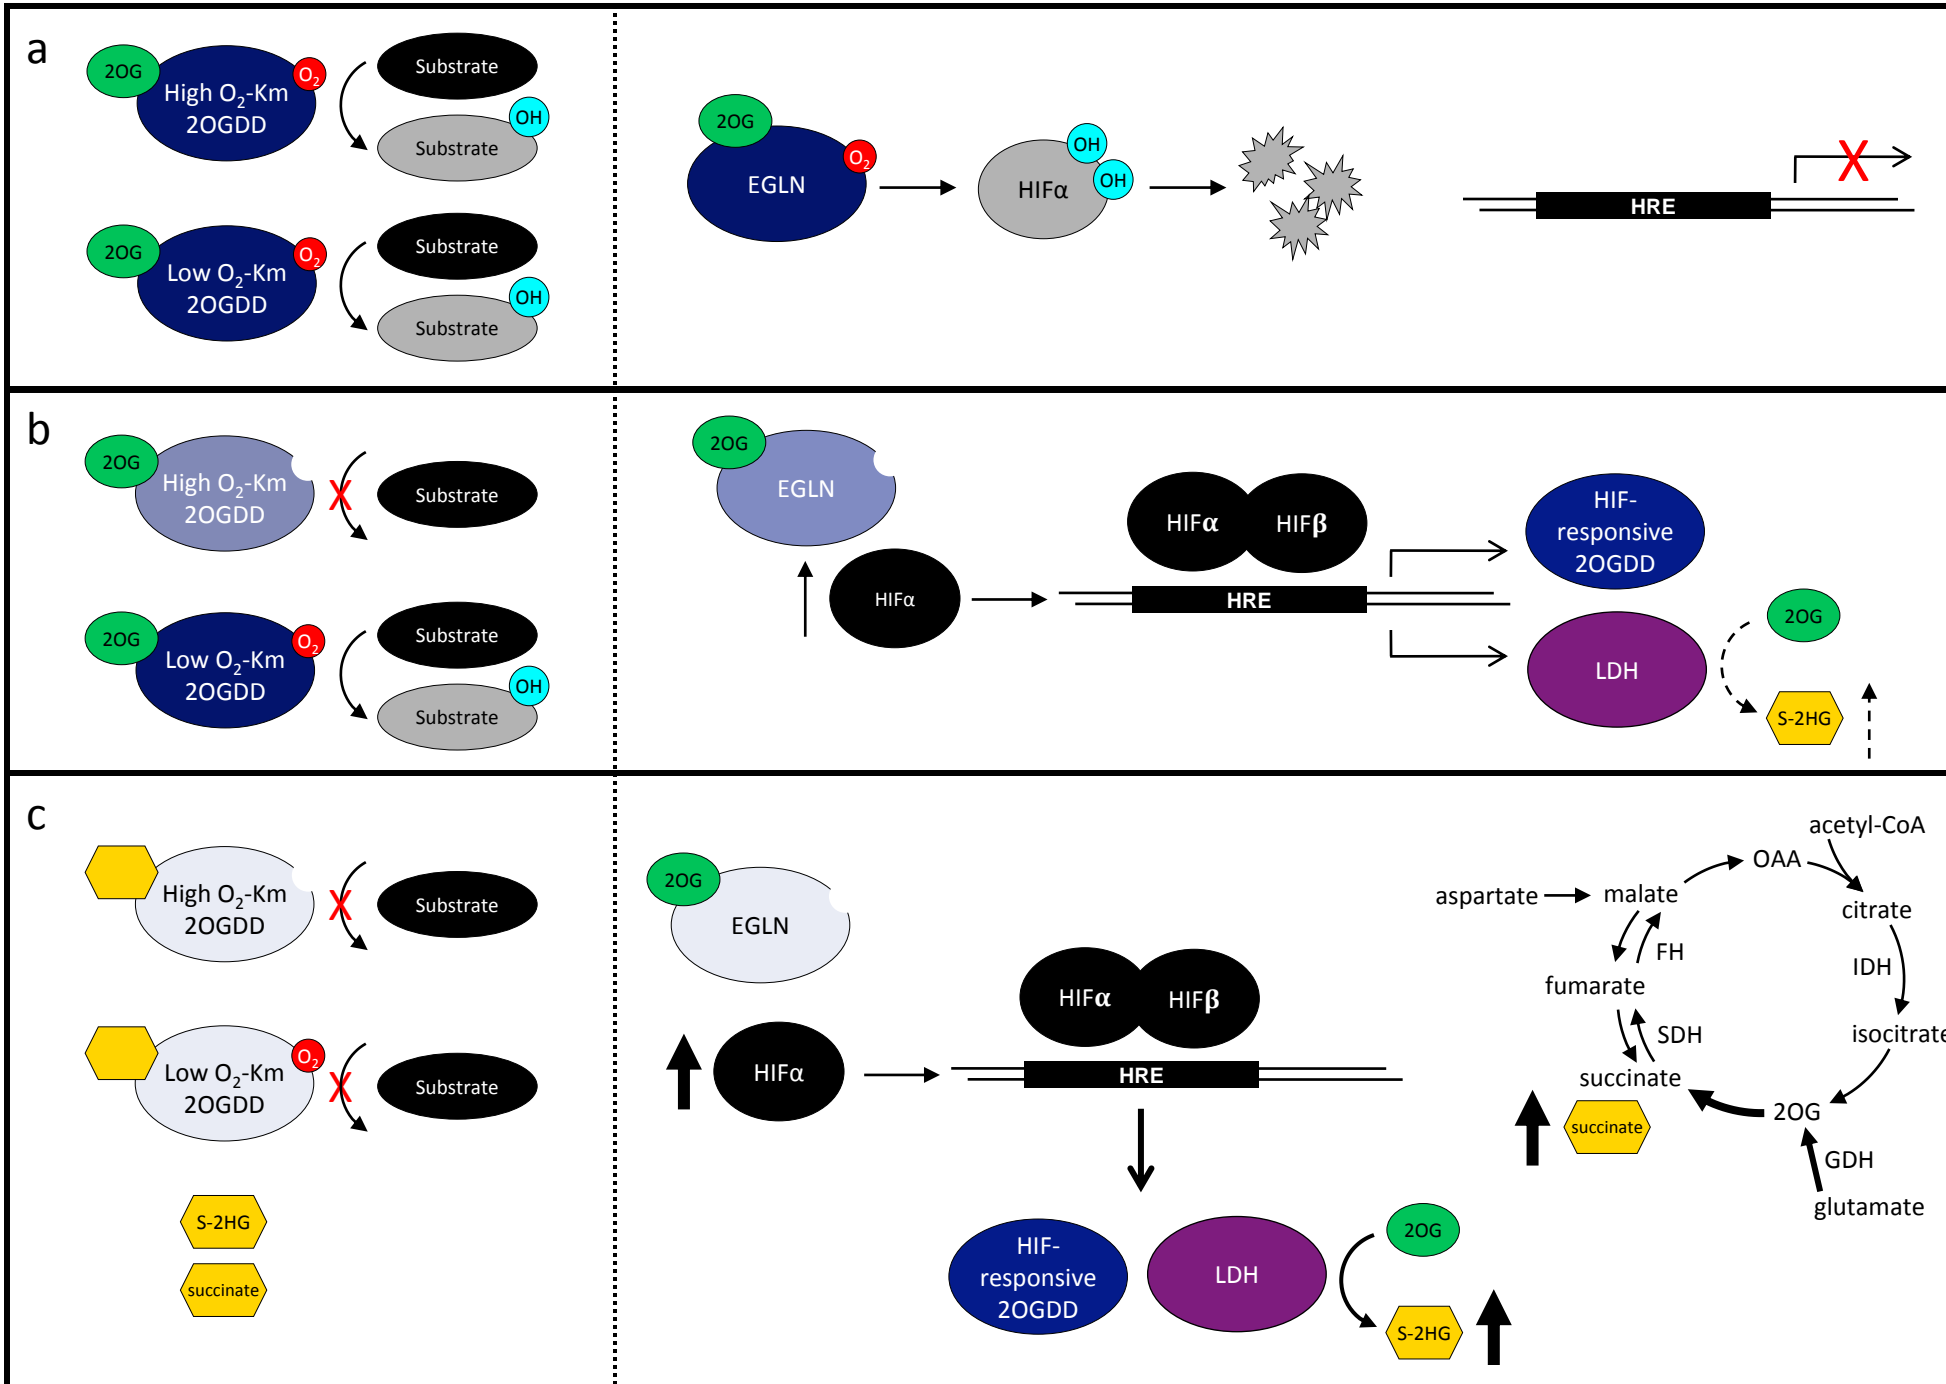 a
2OG
High O₂-Km
2OGDD
O₂
Substrate
OH
Substrate
2OG
Low O₂-Km
2OGDD
O₂
Substrate
OH
Substrate
2OG
EGLN
O₂
HIFα
OH
OH
X
HRE
b
2OG
High O₂-Km
2OGDD
X
Substrate
2OG
Low O₂-Km
2OGDD
O₂
Substrate
OH
Substrate
2OG
EGLN
HIFα
HIFα
HIFβ
HRE
HIF-
responsive
2OGDD
LDH
2OG
S-2HG
c
High O₂-Km
2OGDD
X
Substrate
Low O₂-Km
2OGDD
O₂
X
Substrate
S-2HG
succinate
2OG
EGLN
HIFα
HIFα
HIFβ
HRE
HIF-
responsive
2OGDD
LDH
2OG
S-2HG
acetyl-CoA
OAA
aspartate
malate
citrate
FH
IDH
fumarate
SDH
isocitrate
succinate
succinate
2OG
GDH
glutamate